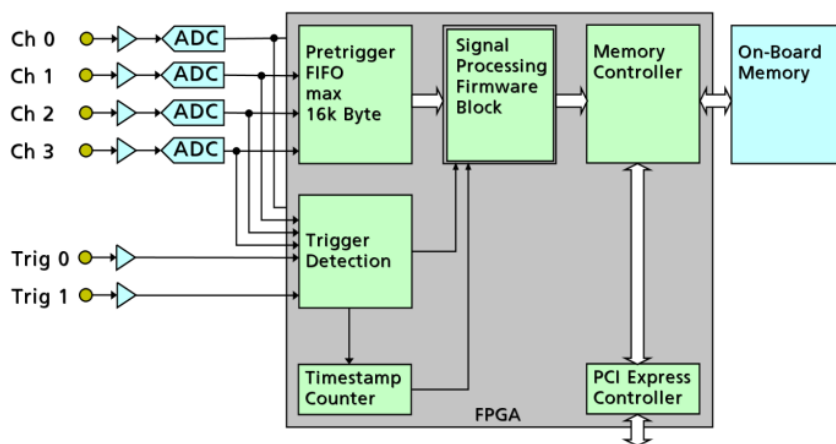 Ch 0
ADC
Ch 1
ADC
Ch 2
ADC
Ch 3
ADC
Trig 0
Trig 1
Pretrigger
FIFO
max
16k Byte
Signal
Processing
Firmware
Block
Memory
Controller
On-Board
Memory
Trigger
Detection
Timestamp
Counter
PCI Express
Controller
FPGA